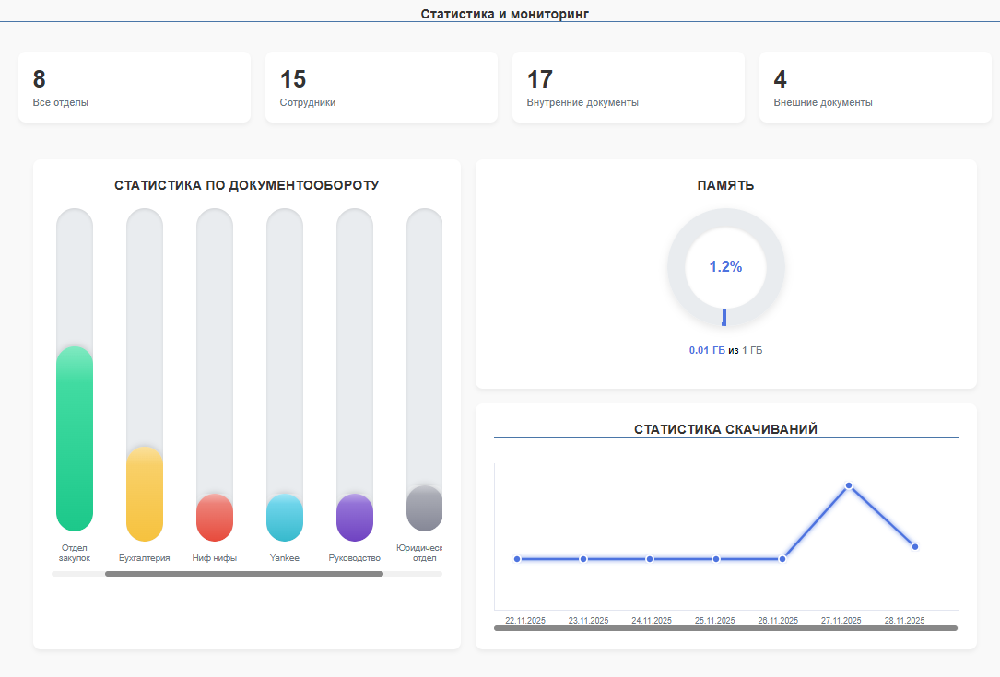 Статистика и мониторинг
8
Все отделы
15
Сотрудники
17
Внутренние документы
4
Внешние документы
СТАТИСТИКА ПО ДОКУМЕНТООБОРОТУ
Отдел
закупок
Бухгалтерия
Ниф нифы
Yankee
Руководство
Юридическ
отдел
ПАМЯТЬ
1.2%
0.01 ГБ из 1 ГБ
СТАТИСТИКА СКАЧИВАНИЙ
22.11.2025 23.11.2025 24.11.2025 25.11.2025 26.11.2025 27.11.2025 28.11.2025